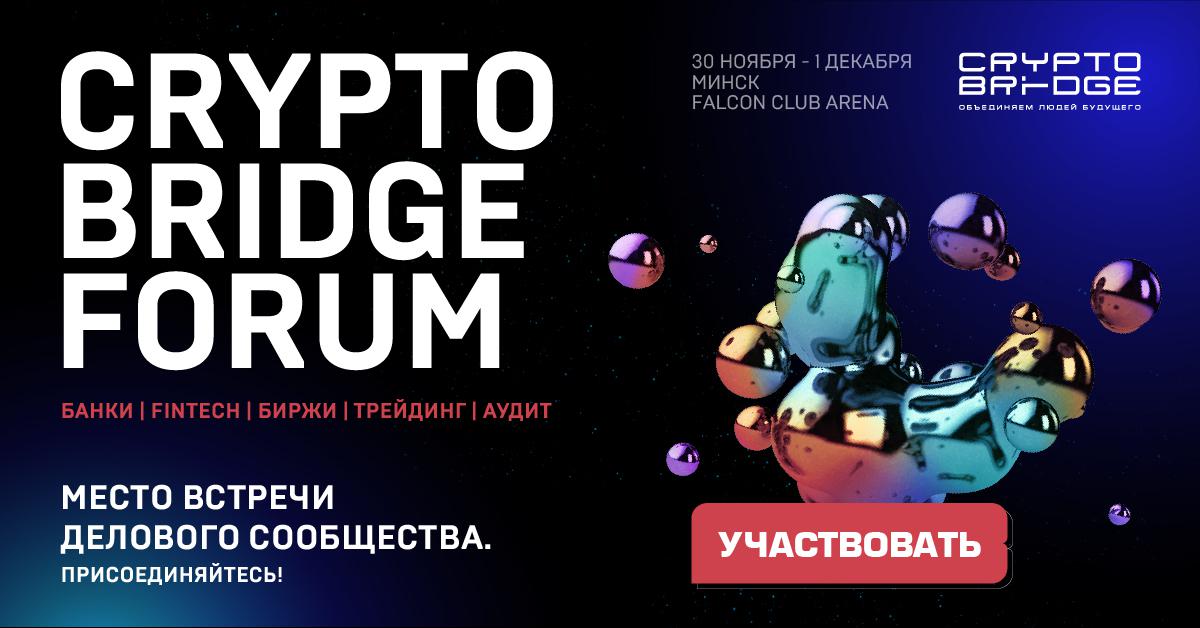 CRYPTO
BRIDGE
FORUM
30 НОЯБРЯ - 1 ДЕКАБРЯ
МИНСК
FALCON CLUB ARENA
CRYPTO
BRIDGE
ОБЪЕДИНЯЕМ ЛЮДЕЙ БУДУЩЕГО
БАНКИ | FINTECH | БИРЖИ | ТРЕЙДИНГ | АУДИТ
МЕСТО ВСТРЕЧИ
ДЕЛОВОГО СООБЩЕСТВА.
ПРИСОЕДИНЯЙТЕСЬ!
УЧАСТВОВАТЬ